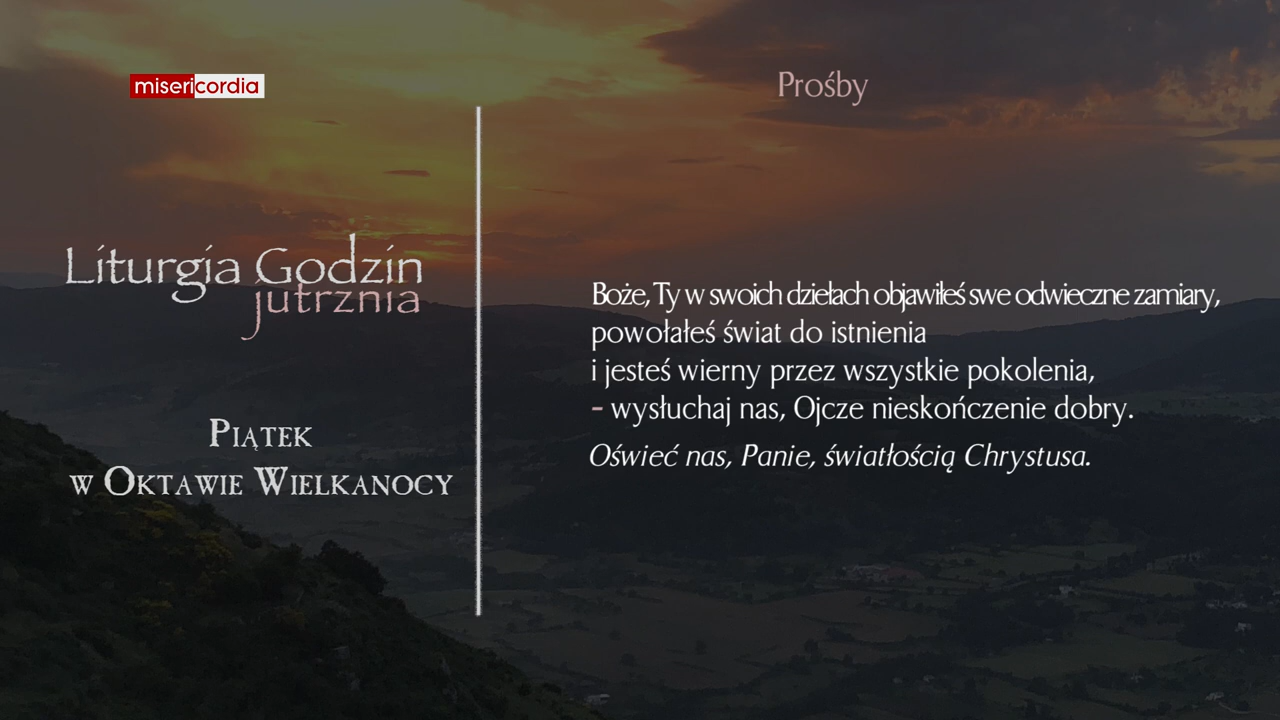 misericordia
Prośby
Liturgia Godzin
jutrznia
Piątek
w Oktawie Wielkanocy
Boże, Ty w swoich dziełach objawiłeś swe odwieczne zamiary,
powołałeś świat do istnienia
i jesteś wierny przez wszystkie pokolenia,
- wysłuchaj nas, Ojcze nieskończenie dobry.
Oświeć nas, Panie, światłością Chrystusa.